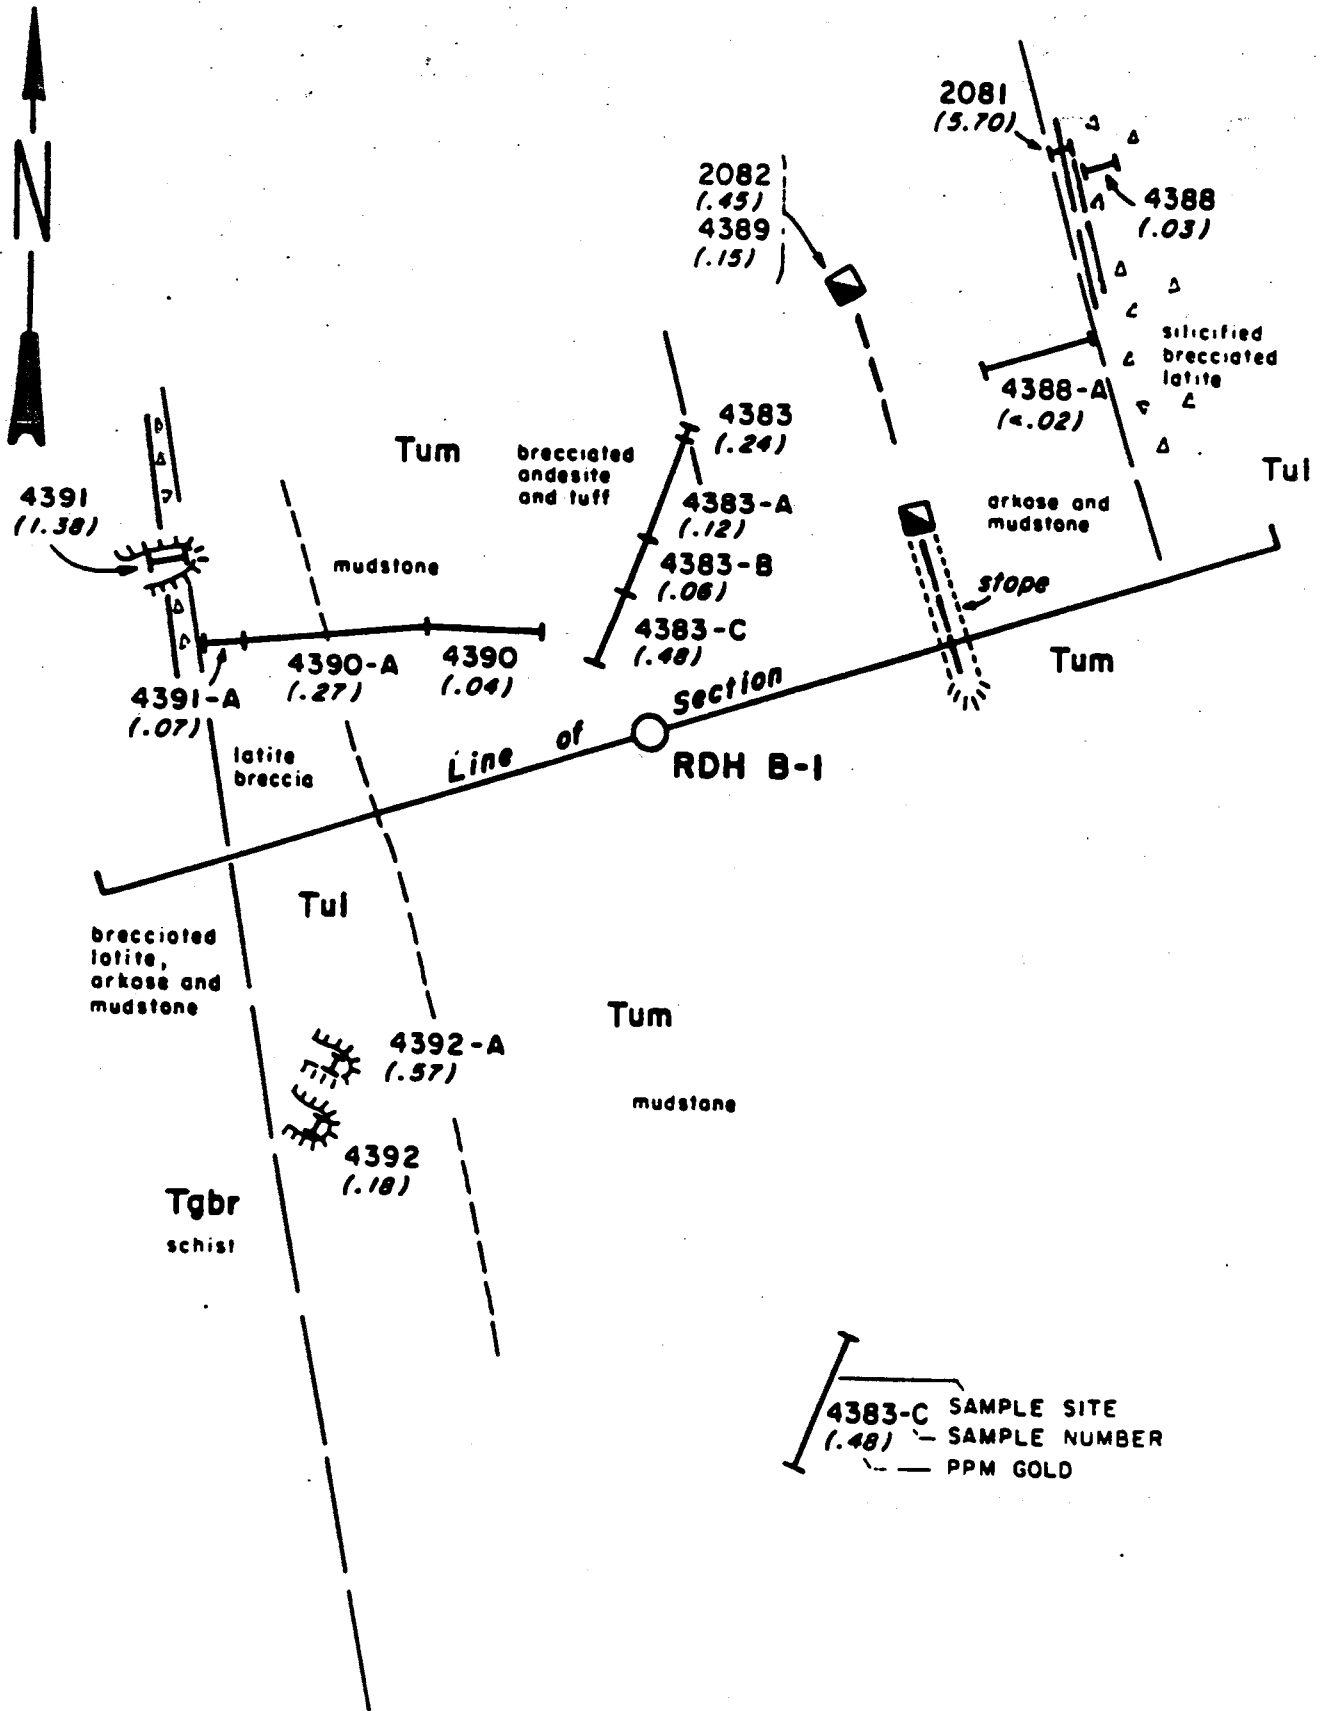 N
2081
(5.70)
4388
(.03)
2082
(.45)
4389
(.15)
silicified
brecciated
latite
4388-A
(<.02)
Tul
4383
(.24)
Tum
brecciated
andesite
and tuff
4391
(1.38)
4383-A
(.12)
arkose and
mudstone
mudstone
4383-B
(.06)
stope
4383-C
(.48)
4390-A
(.27)
4390
(.04)
Tum
4391-A
(.07)
Line of Section
latite
breccia
RDH B-1
Tul
brecciated
latite,
arkose and
mudstone
Tum
4392-A
(.57)
mudstone
4392
(.18)
Tgbr
schist
4383-C
(.48)
SAMPLE SITE
SAMPLE NUMBER
PPM GOLD